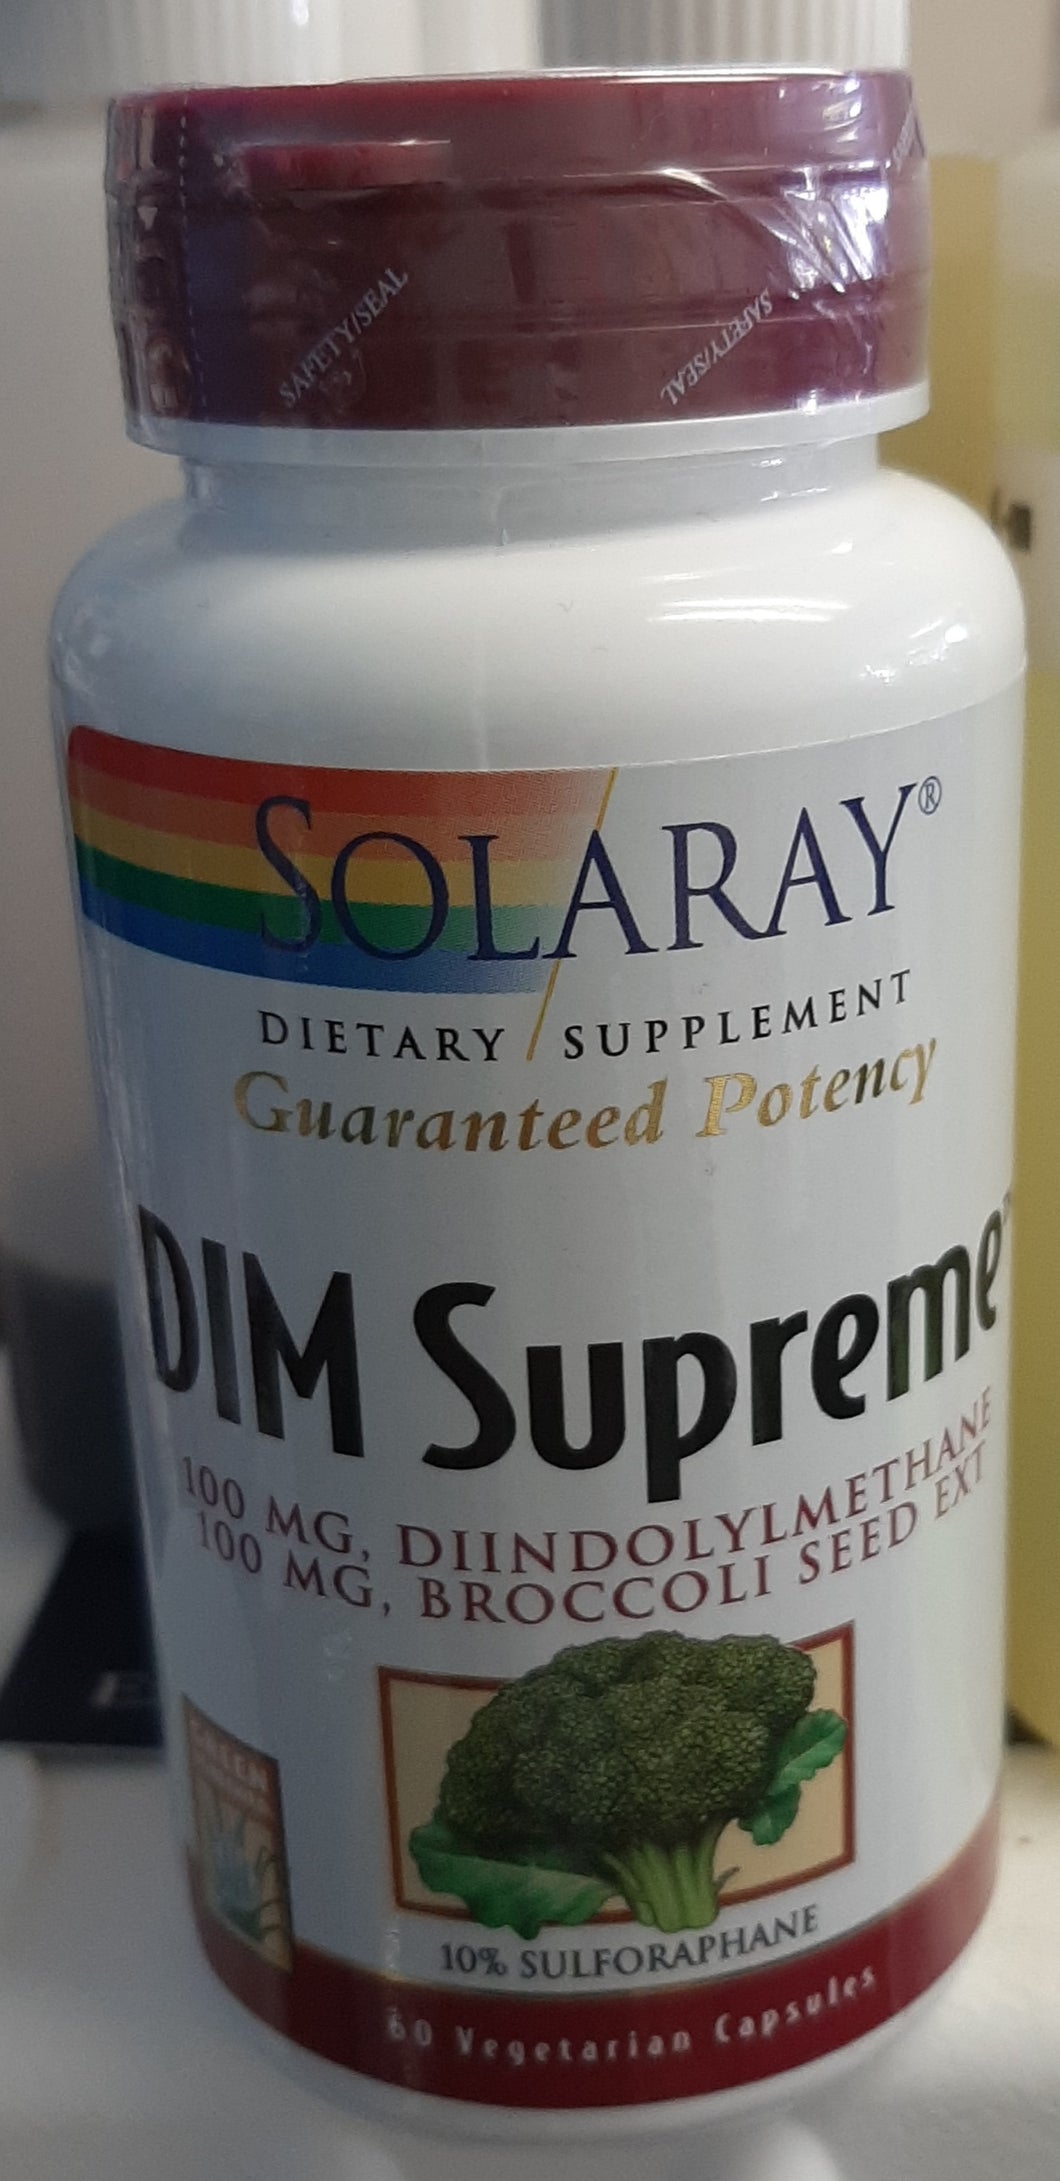 SAFETY/SEAL
SAFETY/SEAL
SOLARAY®
DIETARY / SUPPLEMENT
Guaranteed Potency
DIM Supreme
100 MG, DIINDOLYLMETHANE
100 MG, BROCCOLI SEED EXT
GREEN
10% SULFORAPHANE
60 Vegetarian Capsules